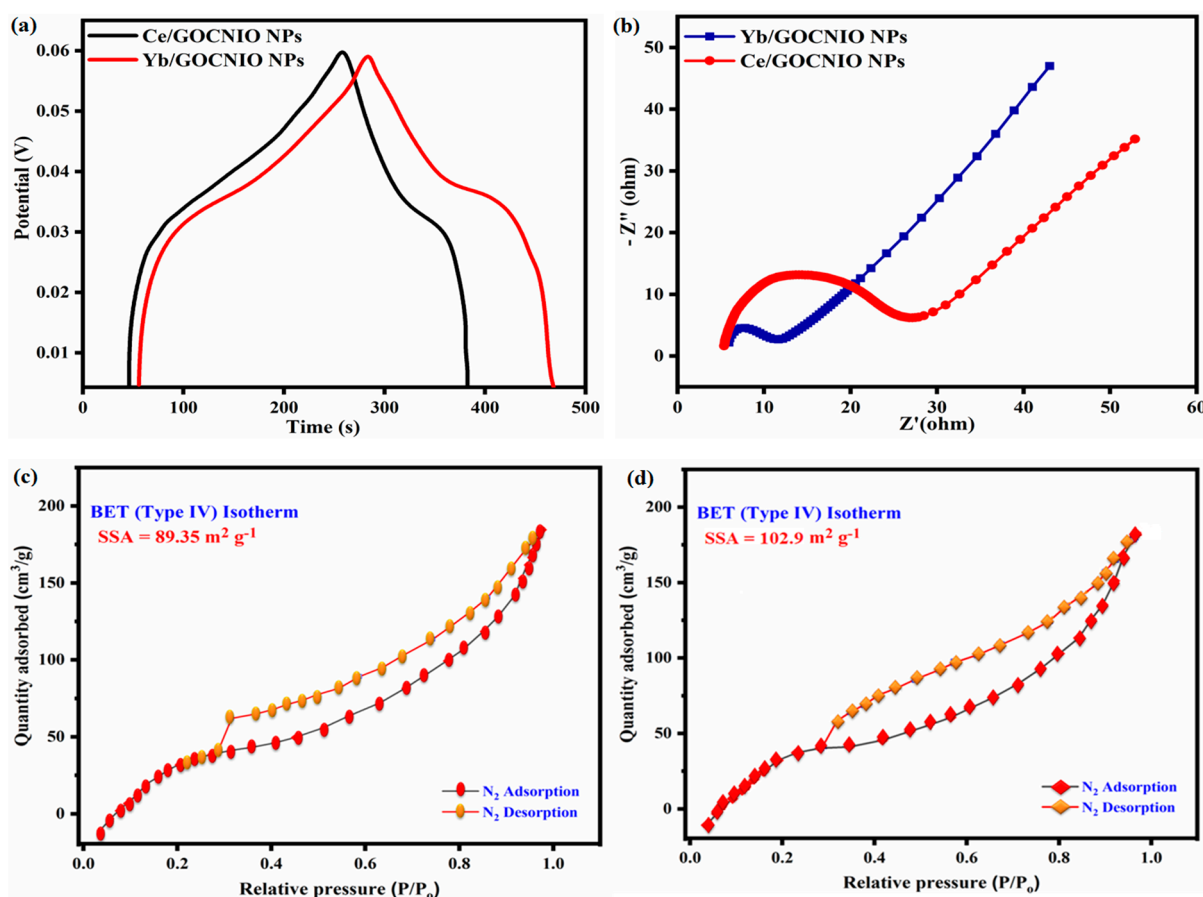 (a)
Ce/GOCNIO NPs
Yb/GOCNIO NPs
0.06
0.05
0.04
0.03
0.02
0.01
Potential (V)
0 100 200 300 400 500
Time (s)
(b)
Yb/GOCNIO NPs
Ce/GOCNIO NPs
50
40
30
20
10
0
- Z" (ohm)
0 10 20 30 40 50 60
Z'(ohm)
(c)
BET (Type IV) Isotherm
SSA = 89.35 m² g⁻¹
200
150
100
50
0
Quantity adsorbed (cm³/g)
N₂ Adsorption
N₂ Desorption
0.0 0.2 0.4 0.6 0.8 1.0
Relative pressure (P/Pₒ)
(d)
BET (Type IV) Isotherm
SSA = 102.9 m² g⁻¹
200
150
100
50
0
Quantity adsorbed (cm³/g)
N₂ Adsorption
N₂ Desorption
0.0 0.2 0.4 0.6 0.8 1.0
Relative pressure (P/Pₒ)